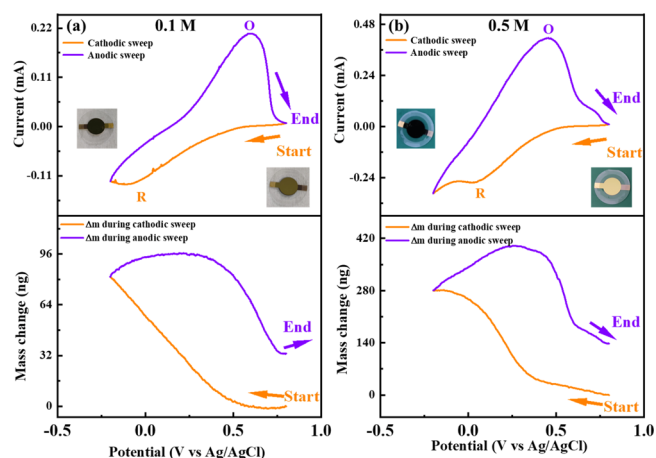 (a) 0.1 M
Cathodic sweep
Anodic sweep
O
End
Start
R
Current (mA)
0.22
0.11
0.00
-0.11
Δm during cathodic sweep
Δm during anodic sweep
End
Start
Mass change (ng)
96
64
32
0
-0.5 0.0 0.5 1.0
Potential (V vs Ag/AgCl)
(b) 0.5 M
Cathodic sweep
Anodic sweep
O
End
Start
R
Current (mA)
0.48
0.24
0.00
-0.24
Δm during cathodic sweep
Δm during anodic sweep
End
Start
Mass change (ng)
420
280
140
0
0.0 0.5 1.0
Potential (V vs Ag/AgCl)